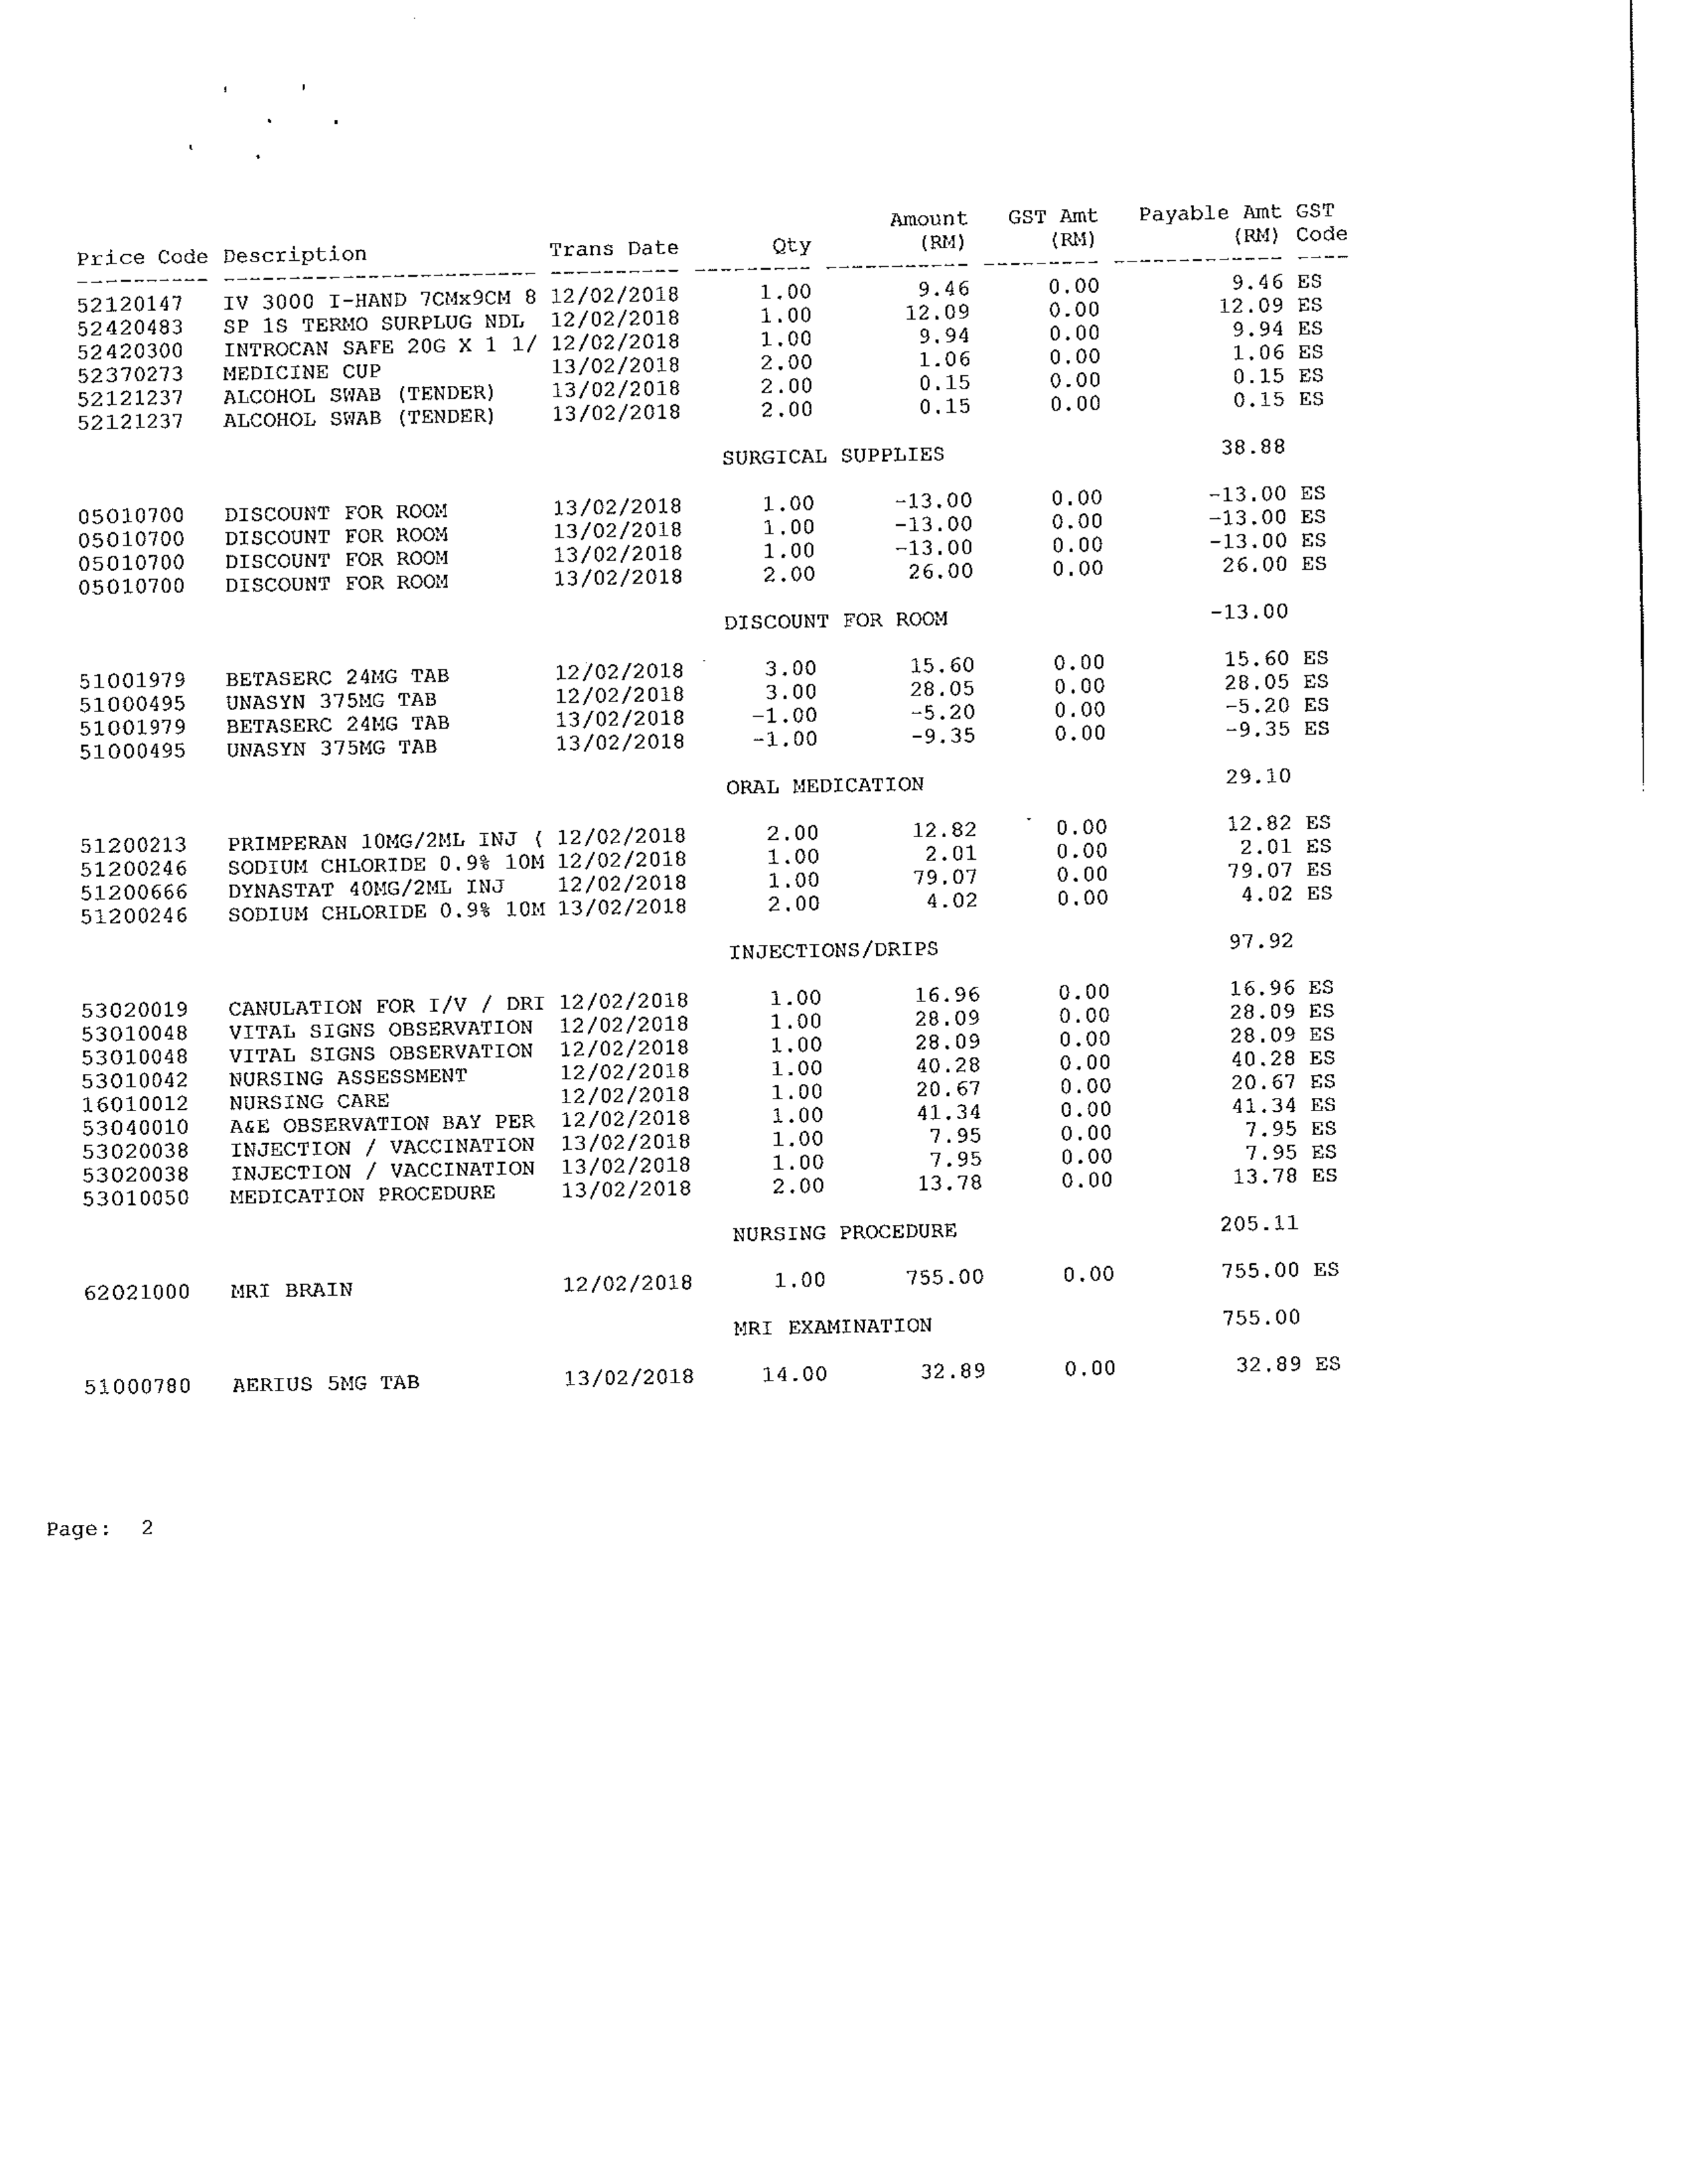 Amount GST Amt Payable Amt GST
Price Code Description Trans Date Qty (RM) (RM) (RM) Code
---------- ------------------------ ---------- --------- ----------- --------- ------------- ----
52120147 IV 3000 I-HAND 7CMx9CM 8 12/02/2018 1.00 9.46 0.00 9.46 ES
52420483 SP 1S TERMO SURPLUG NDL 12/02/2018 1.00 12.09 0.00 12.09 ES
52420300 INTROCAN SAFE 20G X 1 1/ 12/02/2018 1.00 9.94 0.00 9.94 ES
52370273 MEDICINE CUP 13/02/2018 2.00 1.06 0.00 1.06 ES
52121237 ALCOHOL SWAB (TENDER) 13/02/2018 2.00 0.15 0.00 0.15 ES
52121237 ALCOHOL SWAB (TENDER) 13/02/2018 2.00 0.15 0.00 0.15 ES
SURGICAL SUPPLIES 38.88
05010700 DISCOUNT FOR ROOM 13/02/2018 1.00 -13.00 0.00 -13.00 ES
05010700 DISCOUNT FOR ROOM 13/02/2018 1.00 -13.00 0.00 -13.00 ES
05010700 DISCOUNT FOR ROOM 13/02/2018 1.00 -13.00 0.00 -13.00 ES
05010700 DISCOUNT FOR ROOM 13/02/2018 2.00 26.00 0.00 26.00 ES
DISCOUNT FOR ROOM -13.00
51001979 BETASERC 24MG TAB 12/02/2018 3.00 15.60 0.00 15.60 ES
51000495 UNASYN 375MG TAB 12/02/2018 3.00 28.05 0.00 28.05 ES
51001979 BETASERC 24MG TAB 13/02/2018 -1.00 -5.20 0.00 -5.20 ES
51000495 UNASYN 375MG TAB 13/02/2018 -1.00 -9.35 0.00 -9.35 ES
ORAL MEDICATION 29.10
51200213 PRIMPERAN 10MG/2ML INJ ( 12/02/2018 2.00 12.82 0.00 12.82 ES
51200246 SODIUM CHLORIDE 0.9% 10M 12/02/2018 1.00 2.01 0.00 2.01 ES
51200666 DYNASTAT 40MG/2ML INJ 12/02/2018 1.00 79.07 0.00 79.07 ES
51200246 SODIUM CHLORIDE 0.9% 10M 13/02/2018 2.00 4.02 0.00 4.02 ES
INJECTIONS/DRIPS 97.92
53020019 CANULATION FOR I/V / DRI 12/02/2018 1.00 16.96 0.00 16.96 ES
53010048 VITAL SIGNS OBSERVATION 12/02/2018 1.00 28.09 0.00 28.09 ES
53010048 VITAL SIGNS OBSERVATION 12/02/2018 1.00 28.09 0.00 28.09 ES
53010042 NURSING ASSESSMENT 12/02/2018 1.00 40.28 0.00 40.28 ES
16010012 NURSING CARE 12/02/2018 1.00 20.67 0.00 20.67 ES
53040010 A&E OBSERVATION BAY PER 12/02/2018 1.00 41.34 0.00 41.34 ES
53020038 INJECTION / VACCINATION 13/02/2018 1.00 7.95 0.00 7.95 ES
53020038 INJECTION / VACCINATION 13/02/2018 1.00 7.95 0.00 7.95 ES
53010050 MEDICATION PROCEDURE 13/02/2018 2.00 13.78 0.00 13.78 ES
NURSING PROCEDURE 205.11
62021000 MRI BRAIN 12/02/2018 1.00 755.00 0.00 755.00 ES
MRI EXAMINATION 755.00
51000780 AERIUS 5MG TAB 13/02/2018 14.00 32.89 0.00 32.89 ES
Page: 2